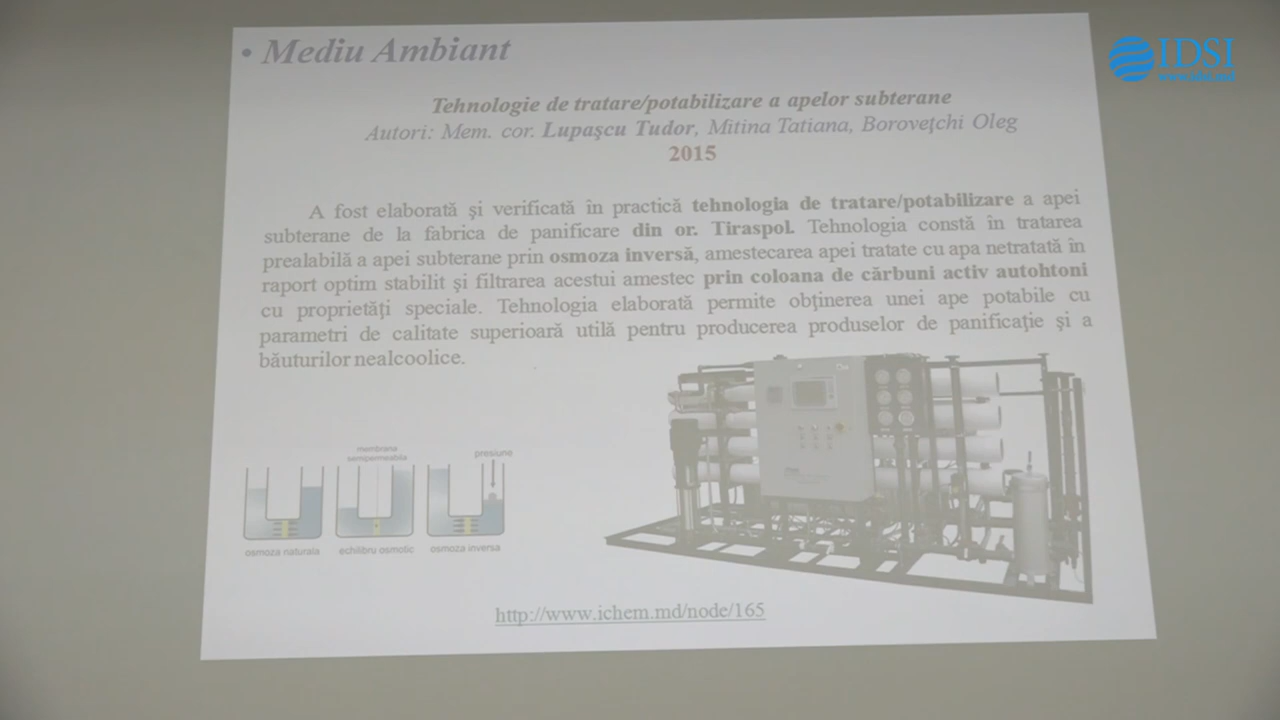 • Mediu Ambiant
IDSI
www.idsi.md
Tehnologie de tratare/potabilizare a apelor subterane
Autori: Mem. cor. Lupaşcu Tudor, Mitina Tatiana, Boroveţchi Oleg
2015
A fost elaborată şi verificată în practică tehnologia de tratare/potabilizare a apei
subterane de la fabrica de panificare din or. Tiraspol. Tehnologia constă în tratarea
prealabilă a apei subterane prin osmoza inversă, amestecarea apei tratate cu apa netratată în
raport optim stabilit şi filtrarea acestui amestec prin coloana de cărbuni activ autohtoni
cu proprietăţi speciale. Tehnologia elaborată permite obţinerea unei ape potabile cu
parametri de calitate superioară utilă pentru producerea produselor de panificaţie şi a
băuturilor nealcoolice.
membrana
semipermeabila
presiune
osmoza naturala
echilibru osmotic
osmoza inversa
http://www.ichem.md/node/165